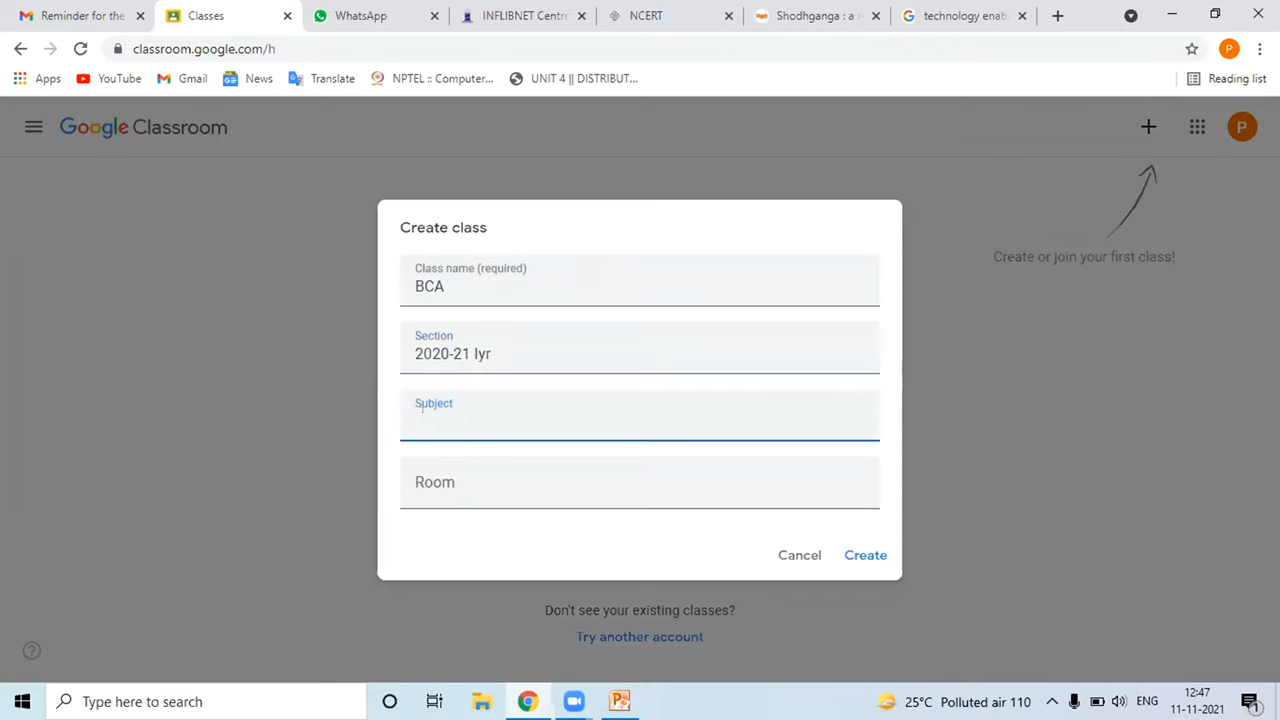 Reminder for the
Classes
WhatsApp
INFLIBNET Centre
NCERT
Shodhganga : a r
technology enab
classroom.google.com/h
Apps
YouTube
Gmail
News
Translate
NPTEL :: Computer...
UNIT 4 || DISTRIBUT...
Reading list
Google Classroom
P
P
Create or join your first class!
Create class
Class name (required)
BCA
Section
2020-21 Iyr
Subject
Room
Cancel
Create
Don't see your existing classes?
Try another account
Type here to search
25°C Polluted air 110
ENG
12:47
11-11-2021
1